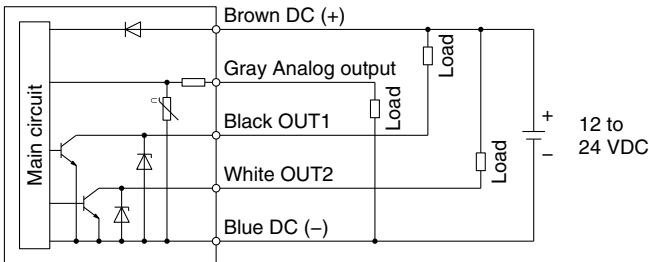 Brown DC (+)
Gray Analog output
Black OUT1
White OUT2
Blue DC (–)
Main circuit
Load
Load
Load
+
–
12 to
24 VDC
U